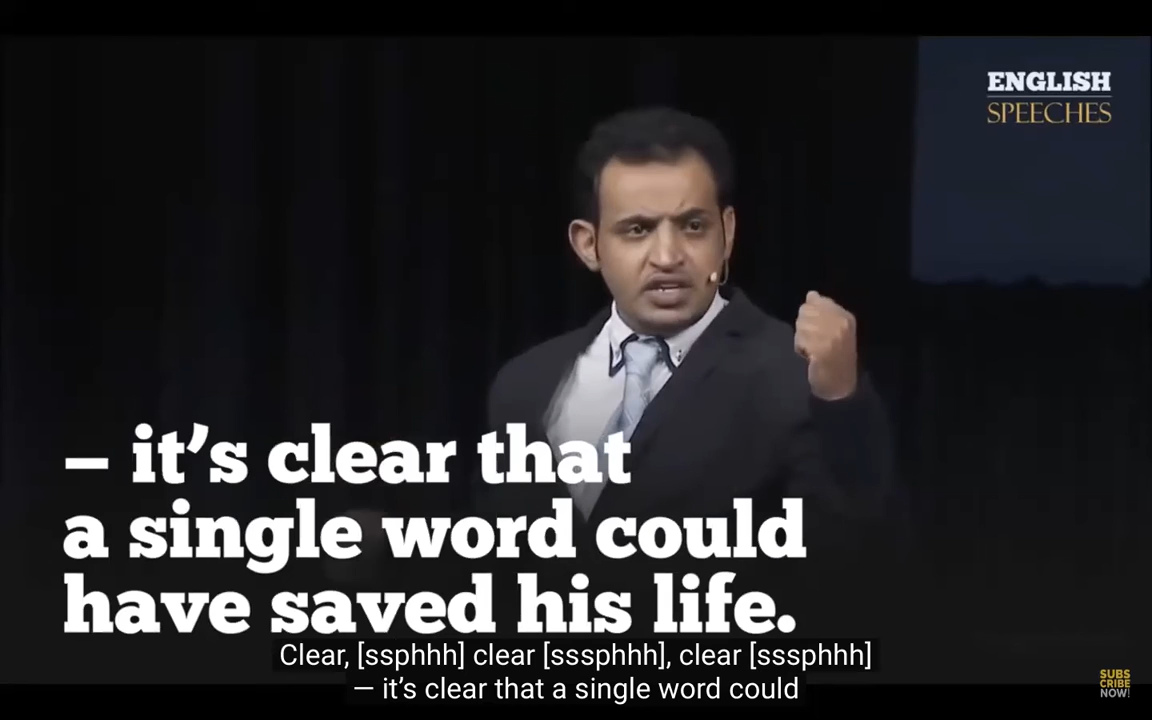 ENGLISH
SPEECHES
– it’s clear that
a single word could
have saved his life.
Clear, [ssphhh] clear [sssphhh], clear [sssphhh]
— it’s clear that a single word could
SUBS
CRIBE
NOW!